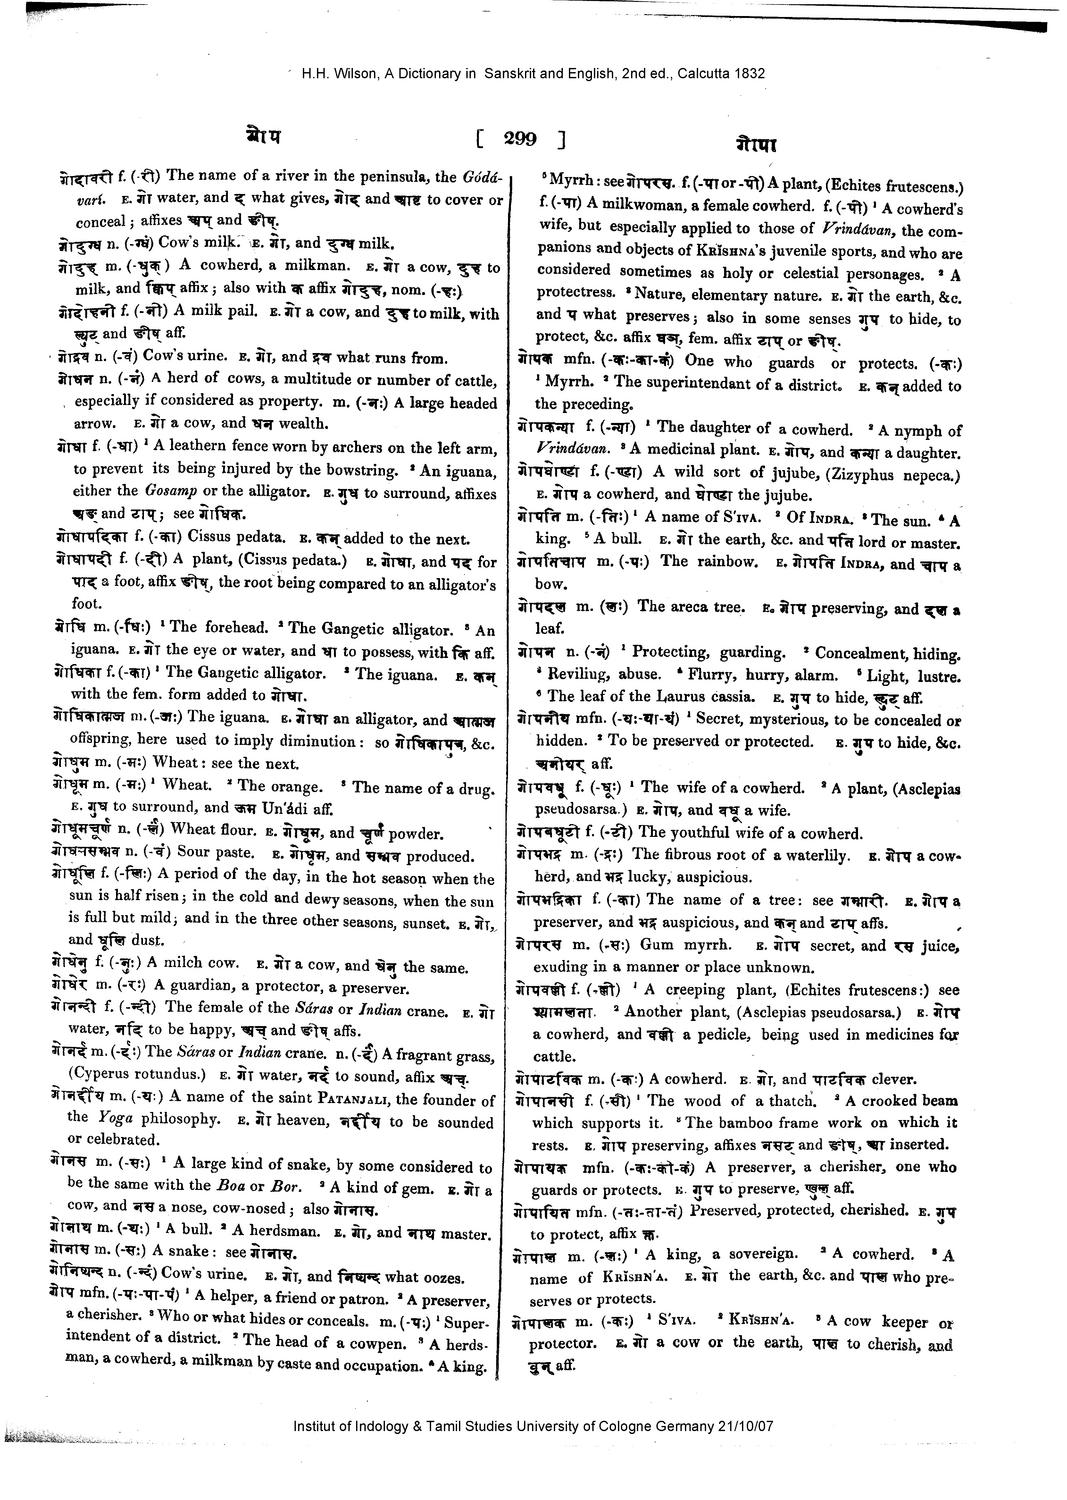 H.H. Wilson, A Dictionary in Sanskrit and English, 2nd ed., Calcutta 1832
गोप [ 299 ] गोपा
गोदावरी f. (-री) The name of a river in the peninsula, the Gódá-
varí. E. गो water, and द what gives, गोद and आङ to cover or
conceal; affixes अप् and ङीष्.
गोदुग्ध n. (-ग्धं) Cow's milk. E. गो, and दुग्ध milk.
गोदुह् m. (-धुक्) A cowherd, a milkman. E. गो a cow, दुह् to
milk, and क्विप् affix; also with क affix गोदुह, nom. (-हः)
गोदोहनी f. (-नी) A milk pail. E. गो a cow, and दुह् to milk, with
ल्युट and ङीष् aff.
गोद्रव n. (-वं) Cow's urine. E. गो, and द्रव what runs from.
गोधन n. (-नं) A herd of cows, a multitude or number of cattle,
especially if considered as property. m. (-नः) A large headed
arrow. E. गो a cow, and धन wealth.
गोधा f. (-धा) ¹ A leathern fence worn by archers on the left arm,
to prevent its being injured by the bowstring. ² An iguana,
either the Gosamp or the alligator. E. गुध to surround, affixes
अङ् and टाप्; see गोधिक.
गोधापदिका f. (-का) Cissus pedata. E. कन् added to the next.
गोधापदी f. (-दी) A plant, (Cissus pedata.) E. गोधा, and पद for
पाद a foot, affix ङीष्, the root being compared to an alligator's
foot.
गोधि m. (-धिः) ¹ The forehead. ² The Gangetic alligator. ³ An
iguana. E. गो the eye or water, and धा to possess, with कि aff.
गोधिका f. (-का) ¹ The Gangetic alligator. ² The iguana. E. कन्
with the fem. form added to गोधा.
गोधिकात्मज m. (-जः) The iguana. E. गोधा an alligator, and आत्मज
offspring, here used to imply diminution: so गोधिकापुत्र, &c.
गोधुम m. (-मः) Wheat: see the next.
गोधूम m. (-मः) ¹ Wheat. ² The orange. ³ The name of a drug.
E. गुध to surround, and ऊम Un'ádi aff.
गोधूमचूर्ण n. (-र्णं) Wheat flour. E. गोधूम, and चूर्ण powder.
गोधूमसम्भव n. (-वं) Sour paste. E. गोधूम, and सम्भव produced.
गोधूलि f. (-लिः) A period of the day, in the hot season when the
sun is half risen; in the cold and dewy seasons, when the sun
is full but mild; and in the three other seasons, sunset. E. गो,
and धूलि dust.
गोधेनु f. (-नुः) A milch cow. E. गो a cow, and धेनु the same.
गोधेर m. (-रः) A guardian, a protector, a preserver.
गोनन्दी f. (-न्दी) The female of the Sáras or Indian crane. E. गो
water, नदि to be happy, अच् and ङीष् affs.
गोनर्द m. (-र्दः) The Sáras or Indian crane. n. (-र्दं) A fragrant grass,
(Cyperus rotundus.) E. गो water, नर्द to sound, affix अच्.
गोनर्द्दीय m. (-यः) A name of the saint PATANJALI, the founder of
the Yoga philosophy. E. गो heaven, नर्द्दीय to be sounded
or celebrated.
गोनस m. (-सः) ¹ A large kind of snake, by some considered to
be the same with the Boa or Bor. ² A kind of gem. E. गो a
cow, and नस a nose, cow-nosed; also गोनास.
गोनाथ m. (-थः) ¹ A bull. ² A herdsman. E. गो, and नाथ master.
गोनास m. (-सः) A snake: see गोनास.
गोनिष्यन्द n. (-न्दं) Cow's urine. E. गो, and निष्यन्द what oozes.
गोप mfn. (-पः-पा-पं) ¹ A helper, a friend or patron. ² A preserver,
a cherisher. ³ Who or what hides or conceals. m. (-पः) ¹ Super-
intendent of a district. ² The head of a cowpen. ³ A herds-
man, a cowherd, a milkman by caste and occupation. ⁴ A king.
⁵ Myrrh: see गोपरस. f. (-पा or -पी) A plant, (Echites frutescens.)
f. (-पा) A milkwoman, a female cowherd. f. (-पी) ¹ A cowherd's
wife, but especially applied to those of Vrindávan, the com-
panions and objects of KRĬSHNA's juvenile sports, and who are
considered sometimes as holy or celestial personages. ² A
protectress. ³ Nature, elementary nature. E. गो the earth, &c.
and प what preserves; also in some senses गुप to hide, to
protect, &c. affix घञ्, fem. affix टाप् or ङीष्.
गोपक mfn. (-कः-का-कं) One who guards or protects. (-कः)
¹ Myrrh. ² The superintendant of a district. E. कन् added to
the preceding.
गोपकन्या f. (-न्या) ¹ The daughter of a cowherd. ² A nymph of
Vrindávan. ³ A medicinal plant. E. गोप, and कन्या a daughter.
गोपघोण्टा f. (-ण्टा) A wild sort of jujube, (Zizyphus nepeca.)
E. गोप a cowherd, and घोण्टा the jujube.
गोपति m. (-तिः) ¹ A name of S'IVA. ² Of INDRA. ³ The sun. ⁴ A
king. ⁵ A bull. E. गो the earth, &c. and पति lord or master.
गोपतिचाप m. (-पः) The rainbow. E. गोपति INDRA, and चाप a
bow.
गोपदल m. (लः) The areca tree. E. गोप preserving, and दल a
leaf.
गोपन n. (-नं) ¹ Protecting, guarding. ² Concealment, hiding.
³ Reviling, abuse. ⁴ Flurry, hurry, alarm. ⁵ Light, lustre.
⁶ The leaf of the Laurus cassia. E. गुप to hide, ल्युट aff.
गोपनीय mfn. (-यः-या-यं) ¹ Secret, mysterious, to be concealed or
hidden. ² To be preserved or protected. E. गुप to hide, &c.
अनीयर् aff.
गोपवधू f. (-धूः) ¹ The wife of a cowherd. ² A plant, (Asclepias
pseudosarsa.) E. गोप, and वधू a wife.
गोपबधूटी f. (-टी) The youthful wife of a cowherd.
गोपभद्र m. (-द्रः) The fibrous root of a waterlily. E. गोप a cow-
herd, and भद्र lucky, auspicious.
गोपभद्रिका f. (-का) The name of a tree: see गम्भारी. E. गोप a
preserver, and भद्र auspicious, and कन् and टाप् affs.
गोपरस m. (-सः) Gum myrrh. E. गोप secret, and रस juice,
exuding in a manner or place unknown.
गोपवल्ली f. (-ल्ली) ¹ A creeping plant, (Echites frutescens:) see
श्यामलता. ² Another plant, (Asclepias pseudosarsa.) E. गोप
a cowherd, and वल्ली a pedicle, being used in medicines for
cattle.
गोपाटविक m. (-कः) A cowherd. E. गो, and पाटविक clever.
गोपानसी f. (-सी) ¹ The wood of a thatch. ² A crooked beam
which supports it. ³ The bamboo frame work on which it
rests. E. गोप preserving, affixes नसट and ङीष्, आ inserted.
गोपायक mfn. (-कः-का-कं) A preserver, a cherisher, one who
guards or protects. E. गुप to preserve, ण्वुल् aff.
गोपायित mfn. (-तः-ता-तं) Preserved, protected, cherished. E. गुप
to protect, affix क्त.
गोपाल m. (-लः) ¹ A king, a sovereign. ² A cowherd. ³ A
name of KRĬSHN'A. E. गो the earth, &c. and पाल who pre-
serves or protects.
गोपालक m. (-कः) ¹ S'IVA. ² KRĬSHN'A. ³ A cow keeper or
protector. E. गो a cow or the earth, पाल to cherish, and
वुन् aff.
Institut of Indology & Tamil Studies University of Cologne Germany 21/10/07